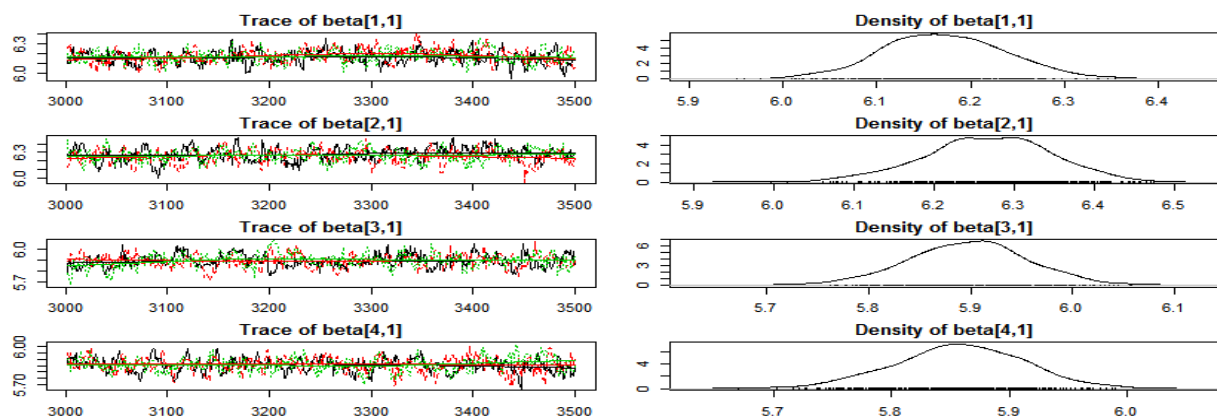 Trace of beta[1,1]
6.0 6.3
3000 3100 3200 3300 3400 3500
Density of beta[1,1]
0 2 4
5.9 6.0 6.1 6.2 6.3 6.4
Trace of beta[2,1]
6.0 6.3
3000 3100 3200 3300 3400 3500
Density of beta[2,1]
0 2 4
5.9 6.0 6.1 6.2 6.3 6.4 6.5
Trace of beta[3,1]
5.7 6.0
3000 3100 3200 3300 3400 3500
Density of beta[3,1]
0 3 6
5.7 5.8 5.9 6.0 6.1
Trace of beta[4,1]
5.70 6.00
3000 3100 3200 3300 3400 3500
Density of beta[4,1]
0 4
5.7 5.8 5.9 6.0